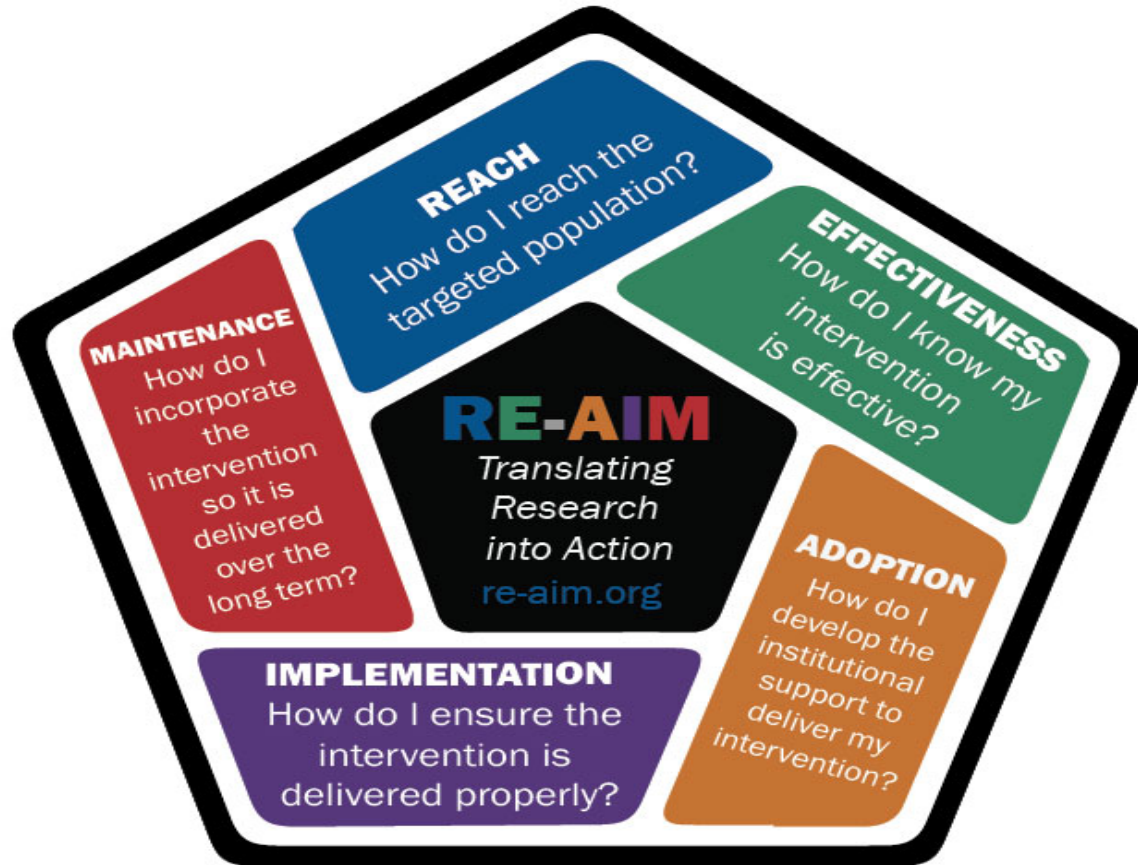 REACH
How do I reach the
targeted population?
EFFECTIVENESS
How do I know my
intervention
is effective?
ADOPTION
How do I
develop the
institutional
support to
deliver my
intervention?
IMPLEMENTATION
How do I ensure the
intervention is
delivered properly?
MAINTENANCE
How do I
incorporate
the
intervention
so it is
delivered
over the
long term?
RE-AIM
Translating
Research
into Action
re-aim.org